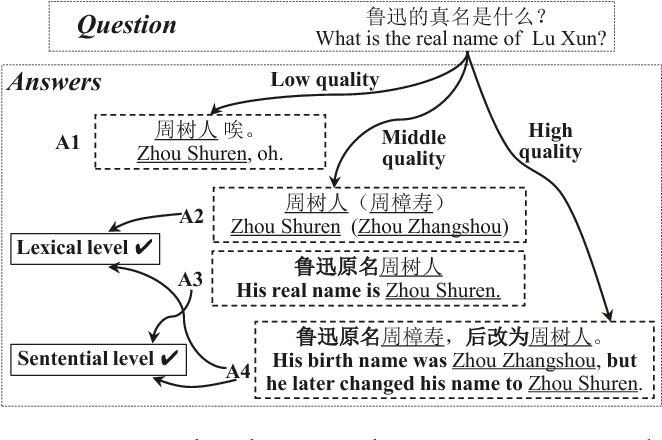 Question
鲁迅的真名是什么？
What is the real name of Lu Xun?
Answers
Low quality
Middle
quality
High
quality
A1
周树人 唉。
Zhou Shuren, oh.
A2
周树人（周樟寿）
Zhou Shuren (Zhou Zhangshou)
Lexical level ✔
A3
鲁迅原名周树人
His real name is Zhou Shuren.
Sentential level ✔
A4
鲁迅原名周樟寿，后改为周树人。
His birth name was Zhou Zhangshou, but
he later changed his name to Zhou Shuren.